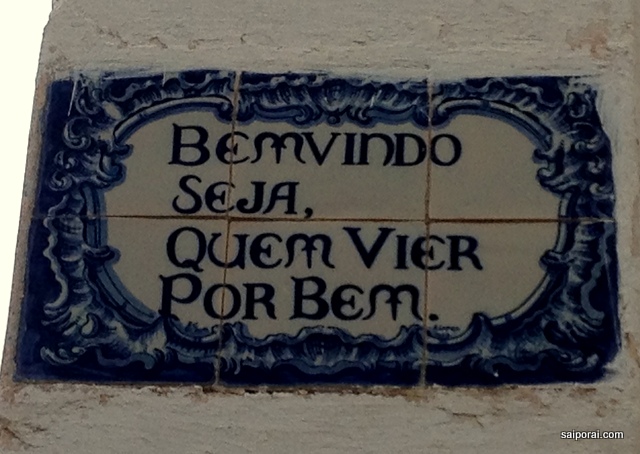 BEMVINDO
SEJA,
QUEM VIER
POR BEM.
saiporai.com